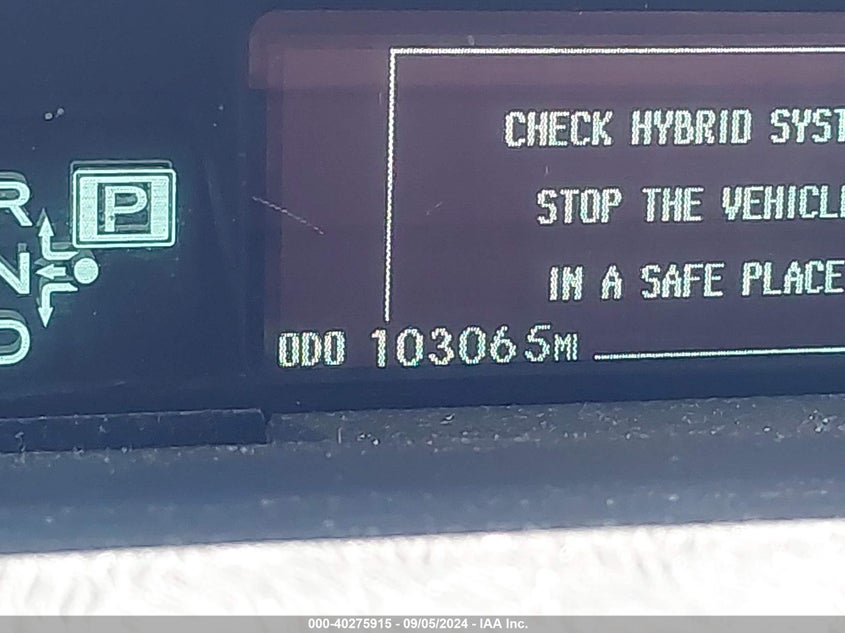 CHECK HYBRID SYST
STOP THE VEHICL
IN A SAFE PLACE
R
P
N
D
ODO 103065MI
000-40275915 - 09/05/2024 - IAA Inc.